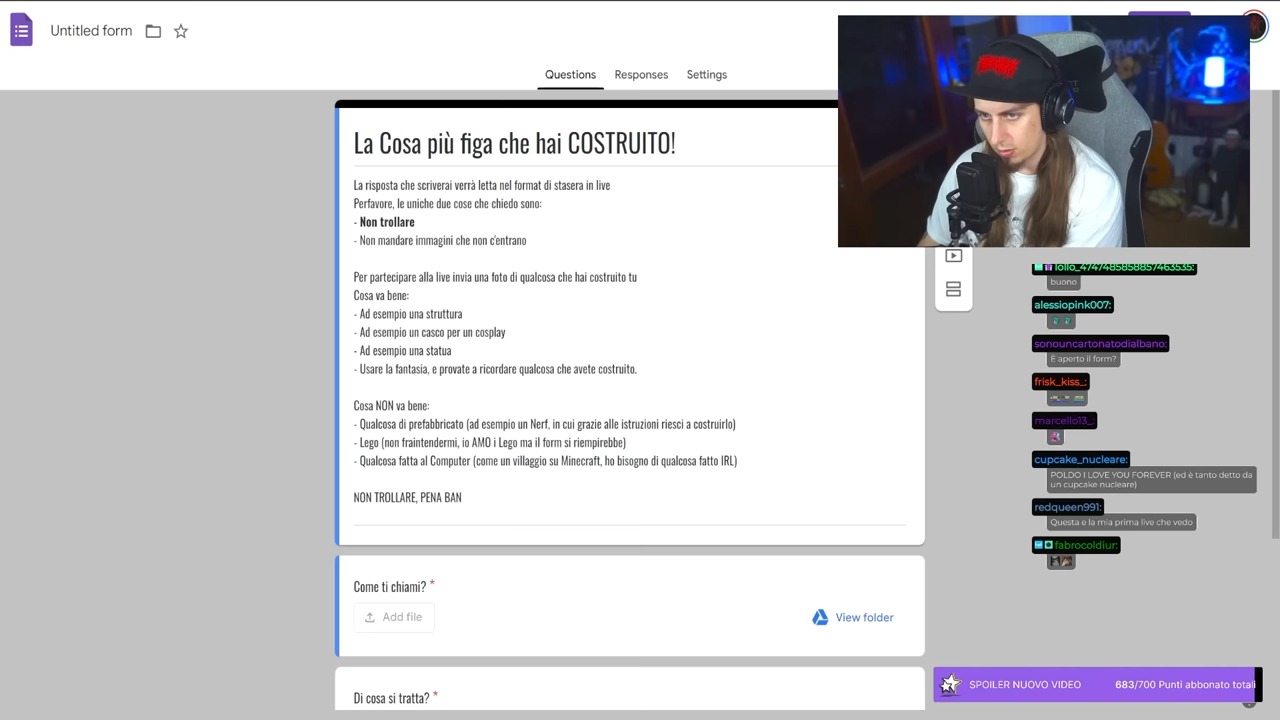 Untitled form
Questions
Responses
Settings
La Cosa più figa che hai COSTRUITO!
La risposta che scriverai verrà letta nel format di stasera in live
Perfavore, le uniche due cose che chiedo sono:
- Non trollare
- Non mandare immagini che non c'entrano
Per partecipare alla live invia una foto di qualcosa che hai costruito tu
Cosa va bene:
- Ad esempio una struttura
- Ad esempio un casco per un cosplay
- Ad esempio una statua
- Usare la fantasia, e provate a ricordare qualcosa che avete costruito.
Cosa NON va bene:
- Qualcosa di prefabbricato (ad esempio un Nerf, in cui grazie alle istruzioni riesci a costruirlo)
- Lego (non fraintendermi, io AMO i Lego ma il form si riempirebbe)
- Qualcosa fatta al Computer (come un villaggio su Minecraft, ho bisogno di qualcosa fatto IRL)
NON TROLLARE, PENA BAN
Come ti chiami? *
Add file
View folder
Di cosa si tratta? *
buono
alessiopink007:
sonouncartonatodialbano:
È aperto il form?
frisk_kiss_:
marcello13_:
cupcake_nucleare:
POLDO I LOVE YOU FOREVER (ed è tanto detto da
un cupcake nucleare)
redqueen991:
Questa e la mia prima live che vedo
fabrocoldiur:
SPOILER NUOVO VIDEO
683/700 Punti abbonato totali